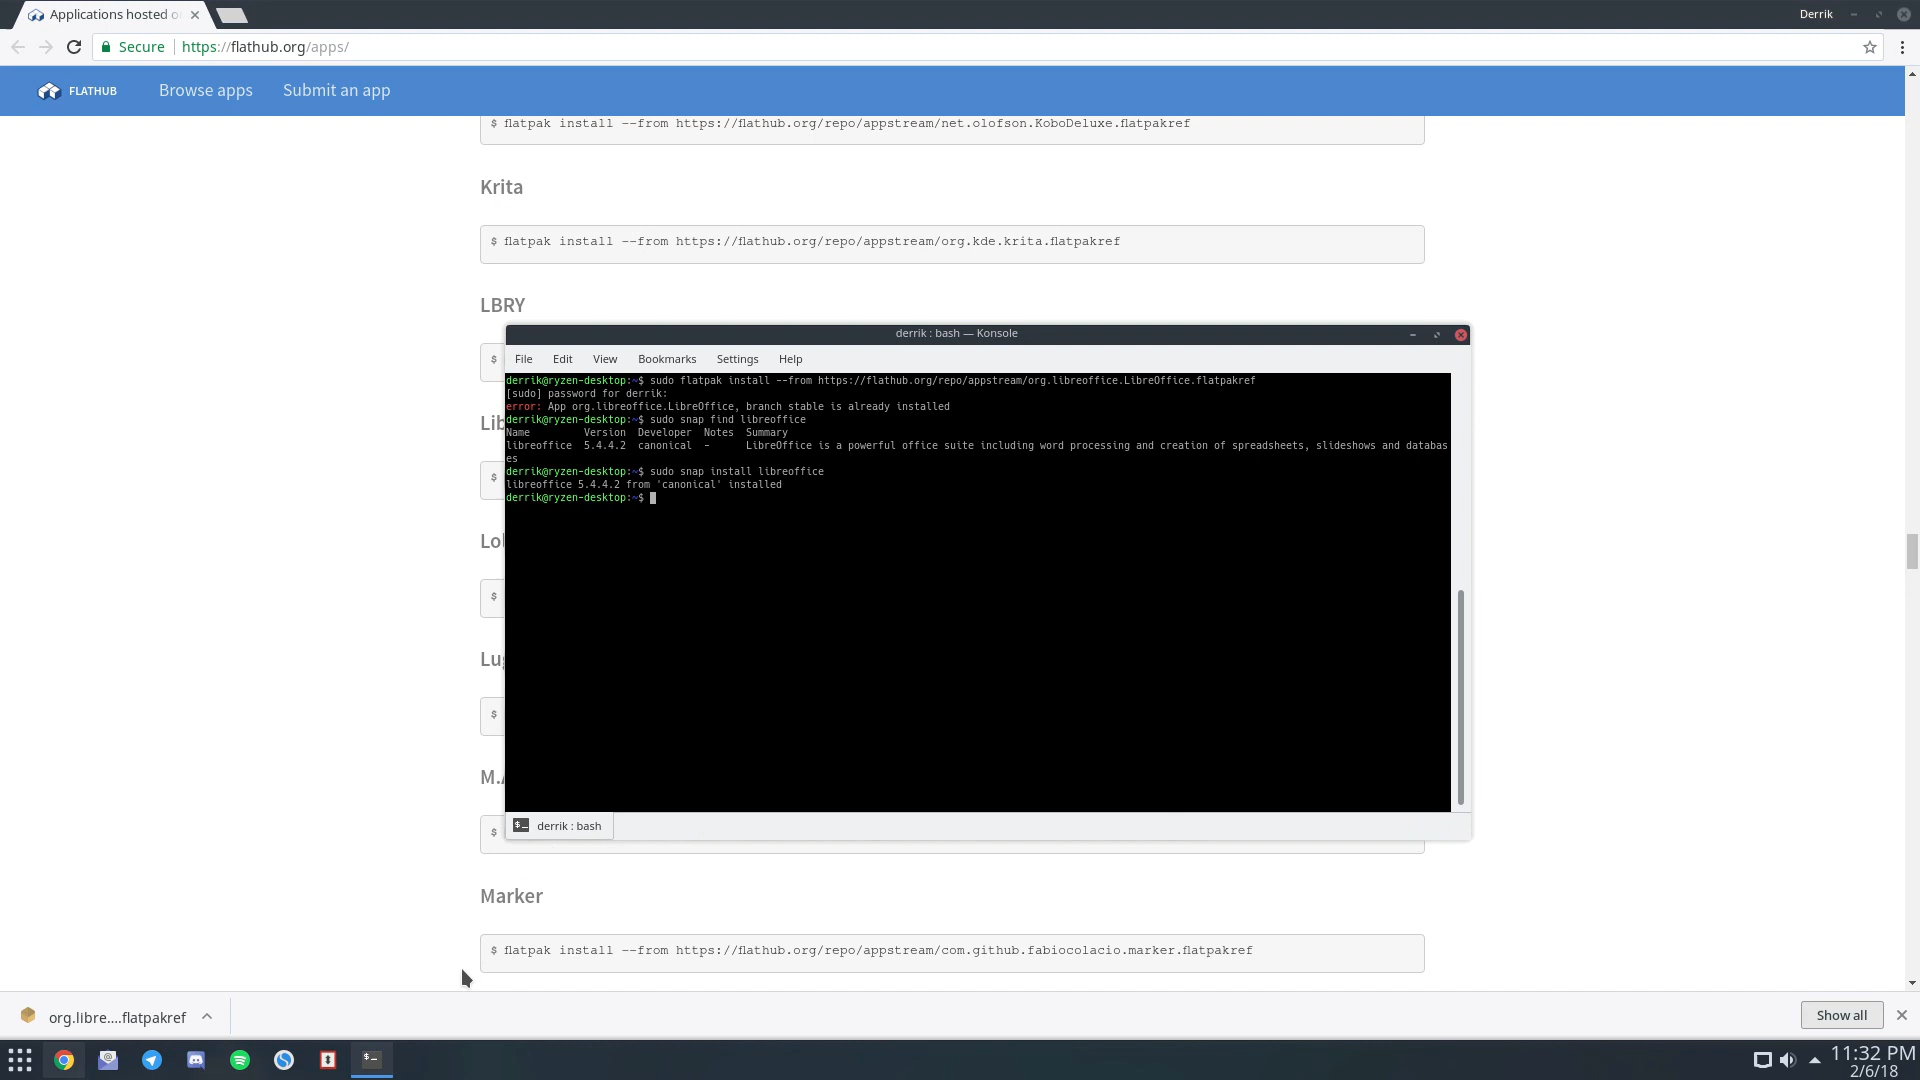 Applications hosted o
Derrik
Secure
https://flathub.org/apps/
FLATHUB
Browse apps
Submit an app
$ flatpak install --from https://flathub.org/repo/appstream/net.olofson.KoboDeluxe.flatpakref
Krita
$ flatpak install --from https://flathub.org/repo/appstream/org.kde.krita.flatpakref
LBRY
$
Lib
$
Lo
$
Lu
$
M.
$
derrik : bash — Konsole
File Edit View Bookmarks Settings Help
derrik@ryzen-desktop:~$ sudo flatpak install --from https://flathub.org/repo/appstream/org.libreoffice.LibreOffice.flatpakref
[sudo] password for derrik:
error: App org.libreoffice.LibreOffice, branch stable is already installed
derrik@ryzen-desktop:~$ sudo snap find libreoffice
Name Version Developer Notes Summary
libreoffice 5.4.4.2 canonical - LibreOffice is a powerful office suite including word processing and creation of spreadsheets, slideshows and databas
es
derrik@ryzen-desktop:~$ sudo snap install libreoffice
libreoffice 5.4.4.2 from 'canonical' installed
derrik@ryzen-desktop:~$
derrik : bash
Marker
$ flatpak install --from https://flathub.org/repo/appstream/com.github.fabiocolacio.marker.flatpakref
org.libre....flatpakref
Show all
11:32 PM
2/6/18